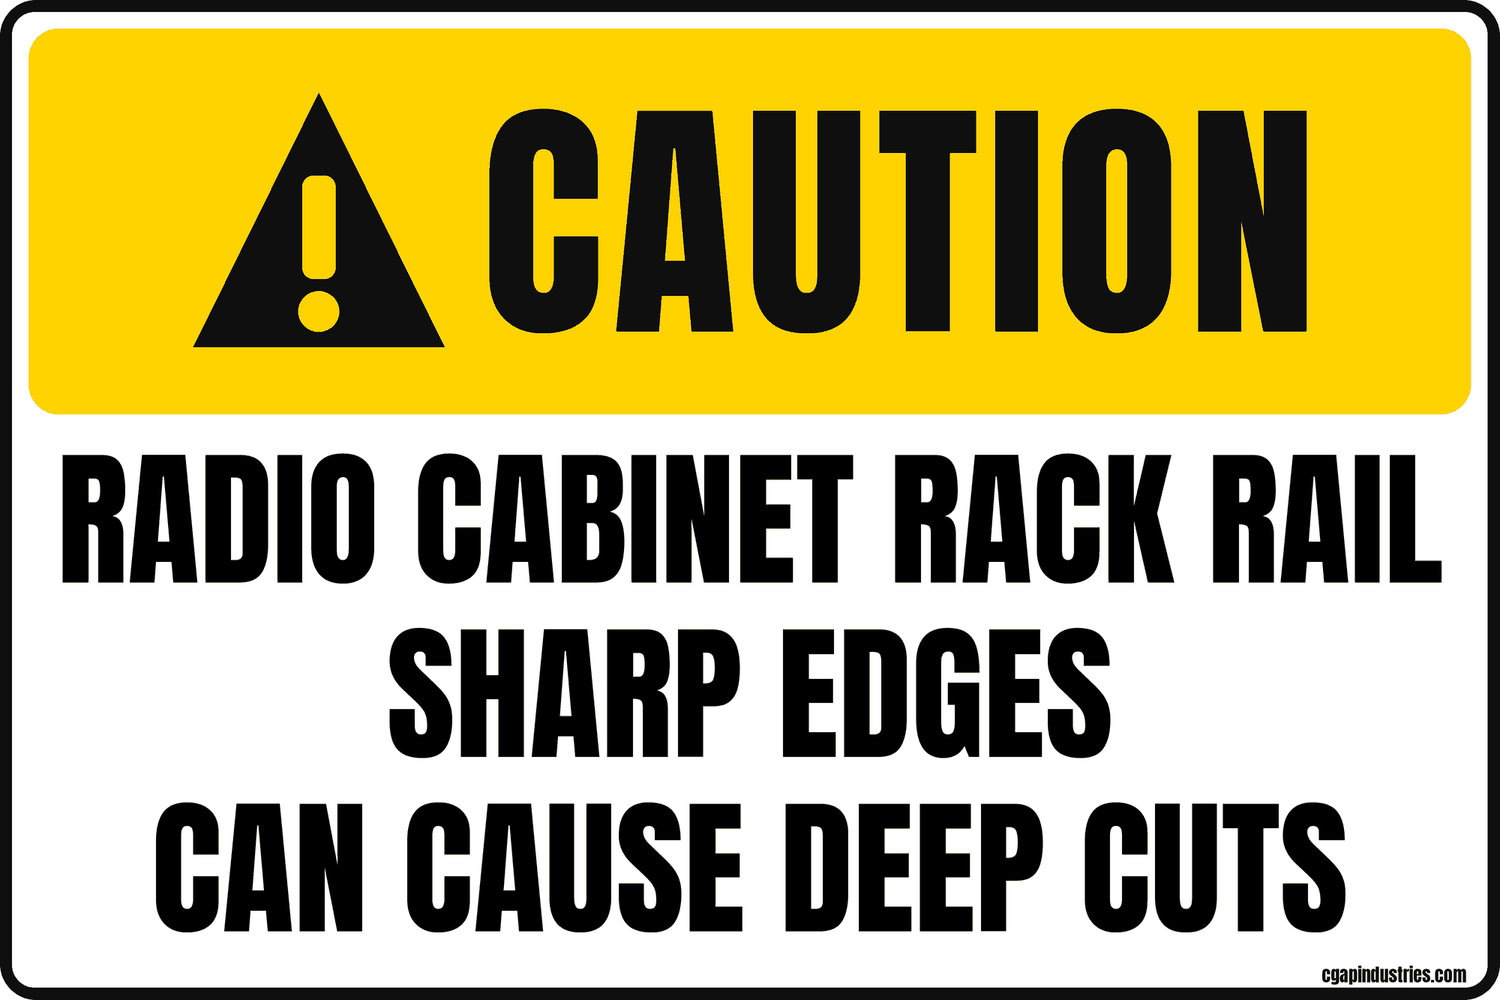 CAUTION
RADIO CABINET RACK RAIL
SHARP EDGES
CAN CAUSE DEEP CUTS
cgapindustries.com